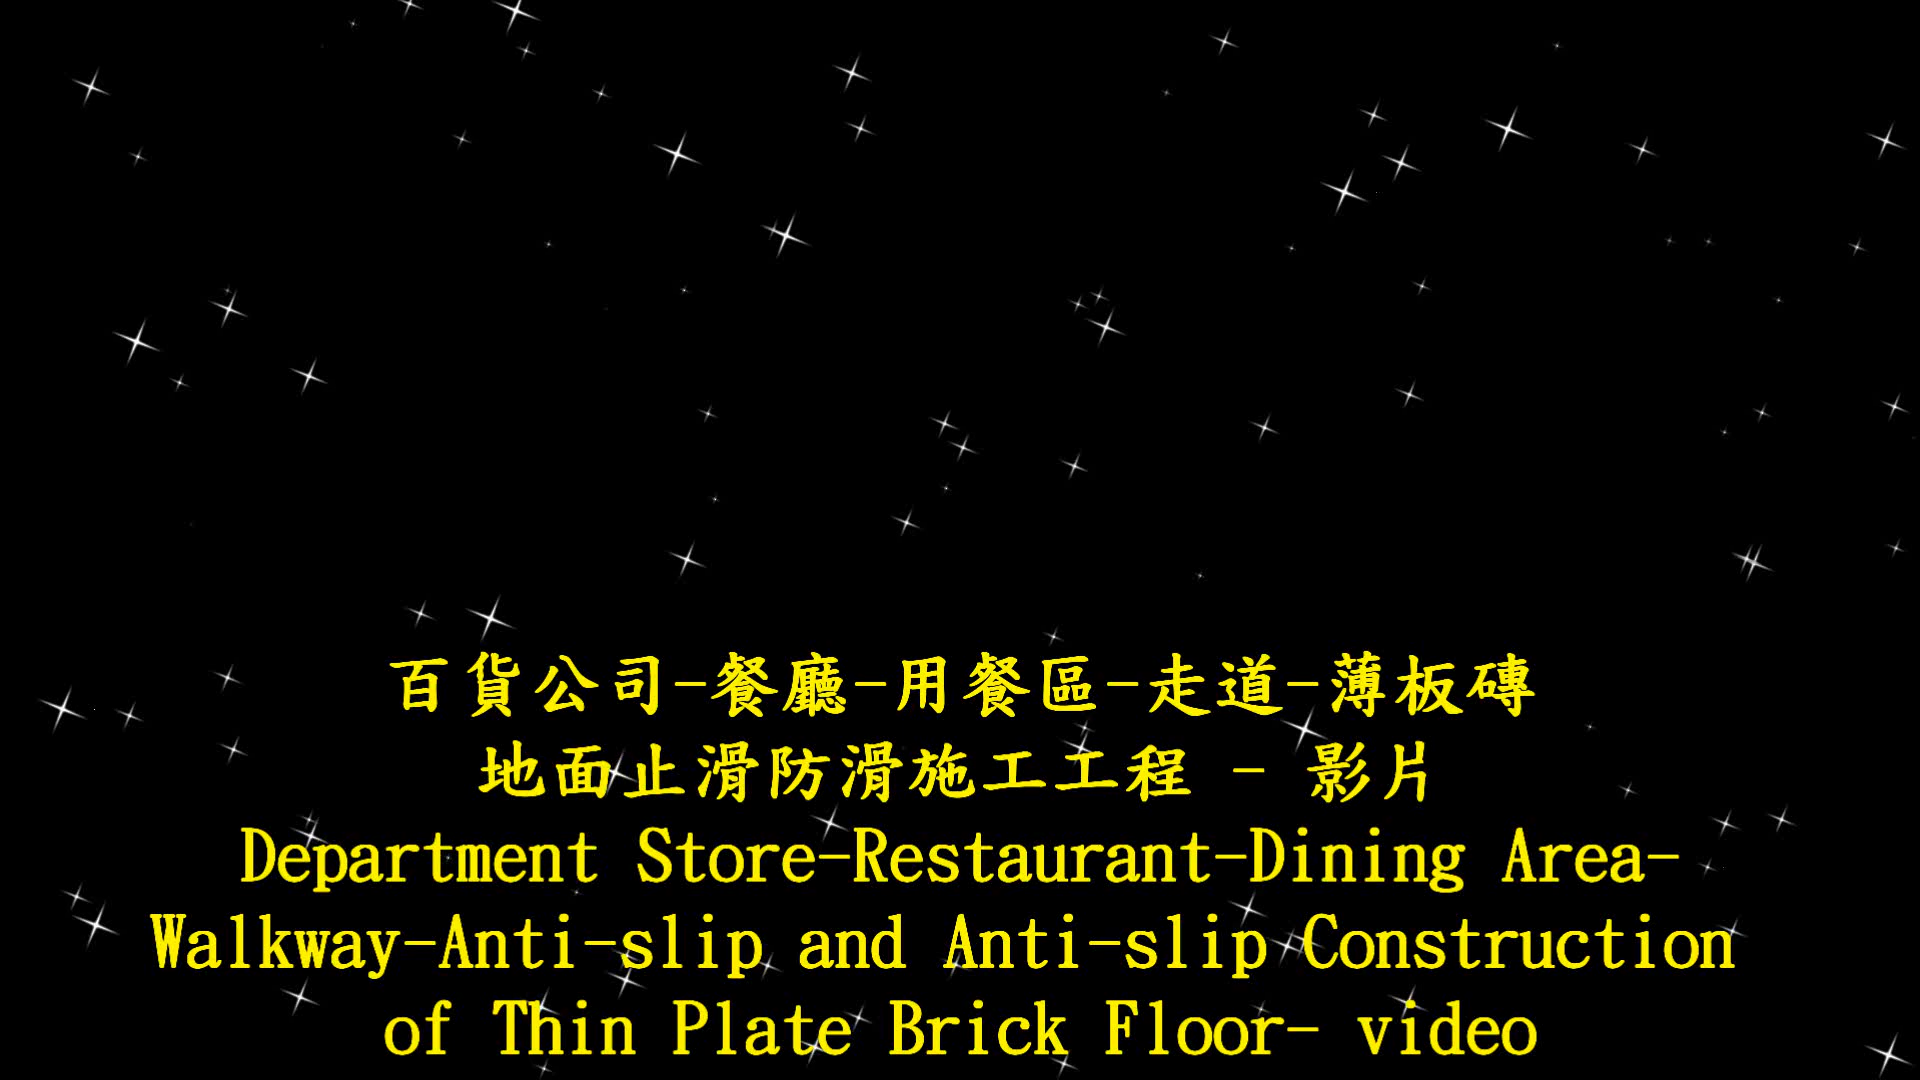 百貨公司-餐廳-用餐區-走道-薄板磚
地面止滑防滑施工工程 - 影片
Department Store-Restaurant-Dining Area-
Walkway-Anti-slip and Anti-slip Construction
of Thin Plate Brick Floor- video